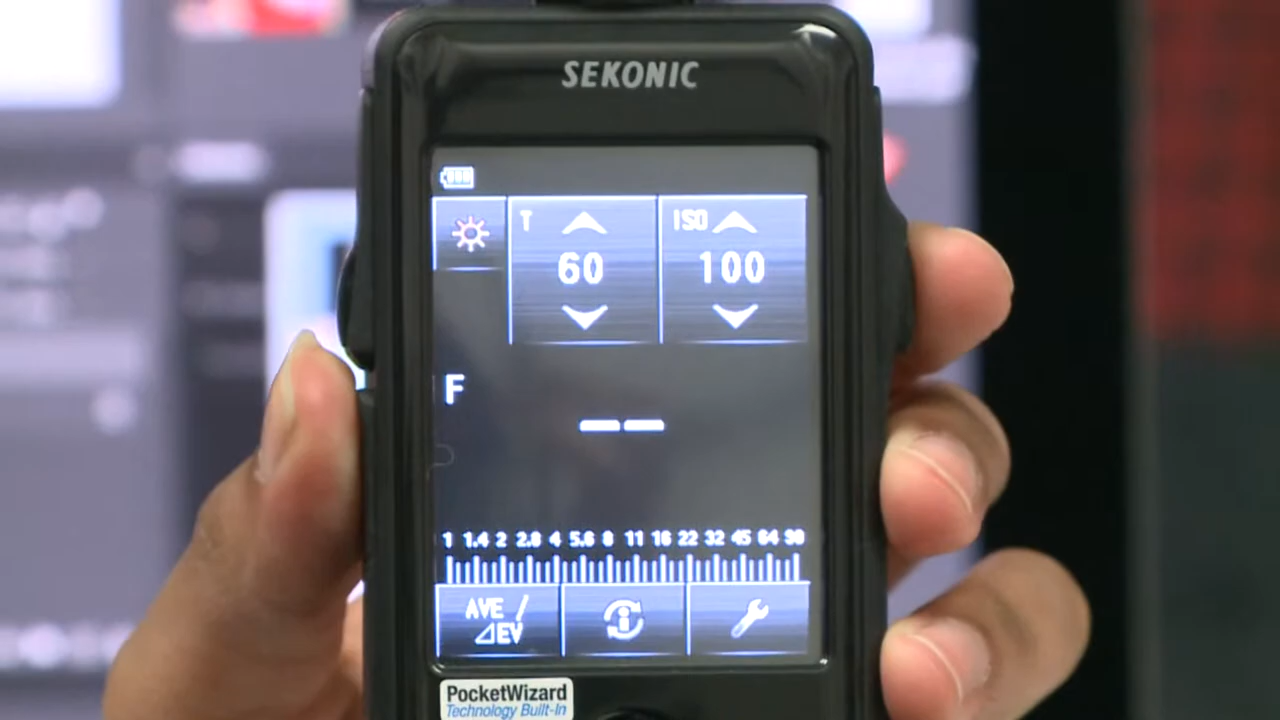 SEKONIC
T
60
ISO
100
F
1 1.4 2 2.8 4 5.6 8 11 16 22 32 45 64 90
AVE /
⊿EV
PocketWizard
Technology Built-In